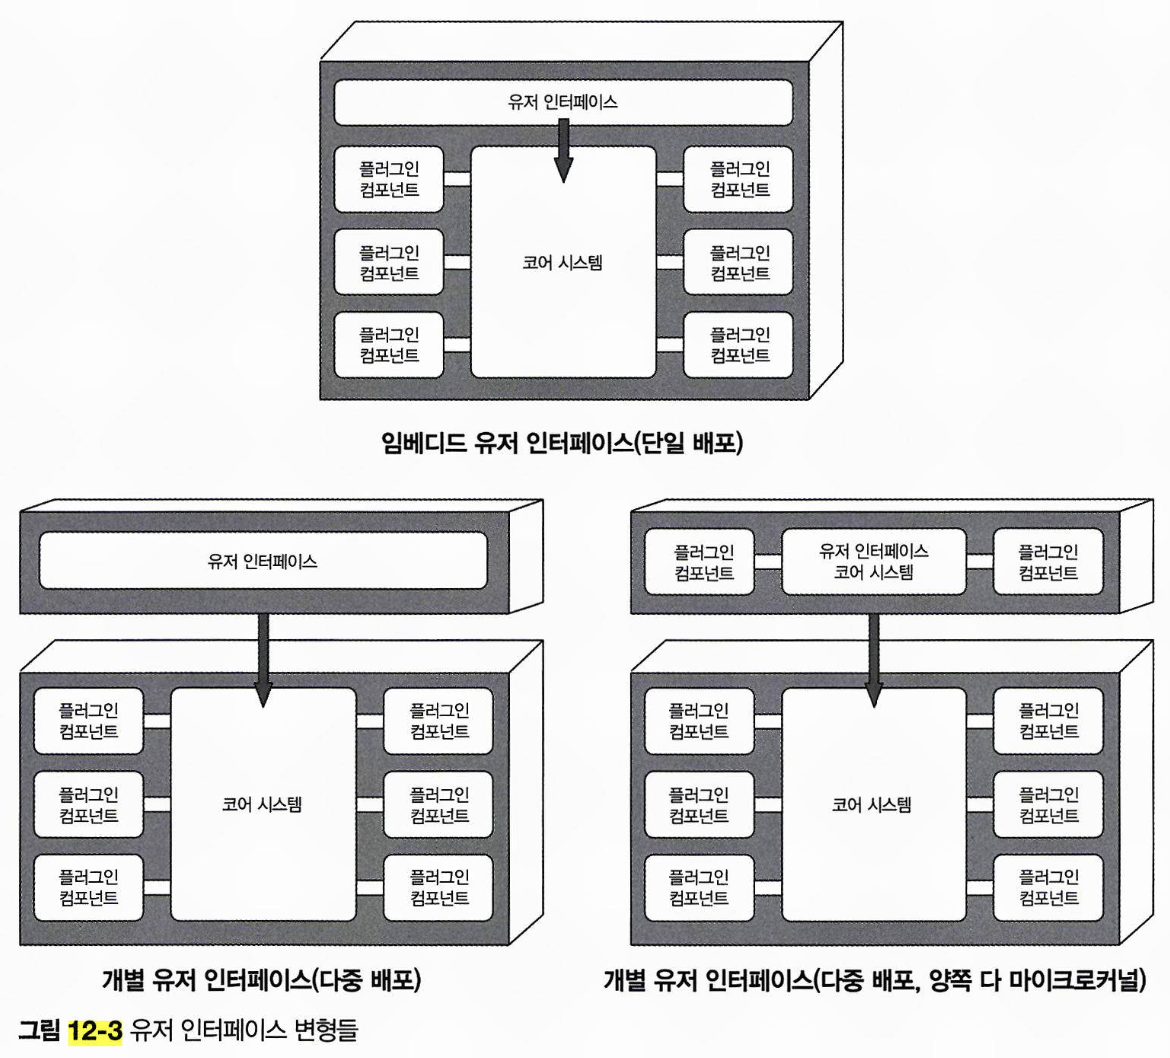 유저 인터페이스
플러그인
컴포넌트
플러그인
컴포넌트
플러그인
컴포넌트
코어 시스템
플러그인
컴포넌트
플러그인
컴포넌트
플러그인
컴포넌트
임베디드 유저 인터페이스(단일 배포)
유저 인터페이스
플러그인
컴포넌트
플러그인
컴포넌트
플러그인
컴포넌트
코어 시스템
플러그인
컴포넌트
플러그인
컴포넌트
플러그인
컴포넌트
개별 유저 인터페이스(다중 배포)
플러그인
컴포넌트
유저 인터페이스
코어 시스템
플러그인
컴포넌트
플러그인
컴포넌트
플러그인
컴포넌트
플러그인
컴포넌트
코어 시스템
플러그인
컴포넌트
플러그인
컴포넌트
플러그인
컴포넌트
개별 유저 인터페이스(다중 배포, 양쪽 다 마이크로커널)
그림 12-3 유저 인터페이스 변형들